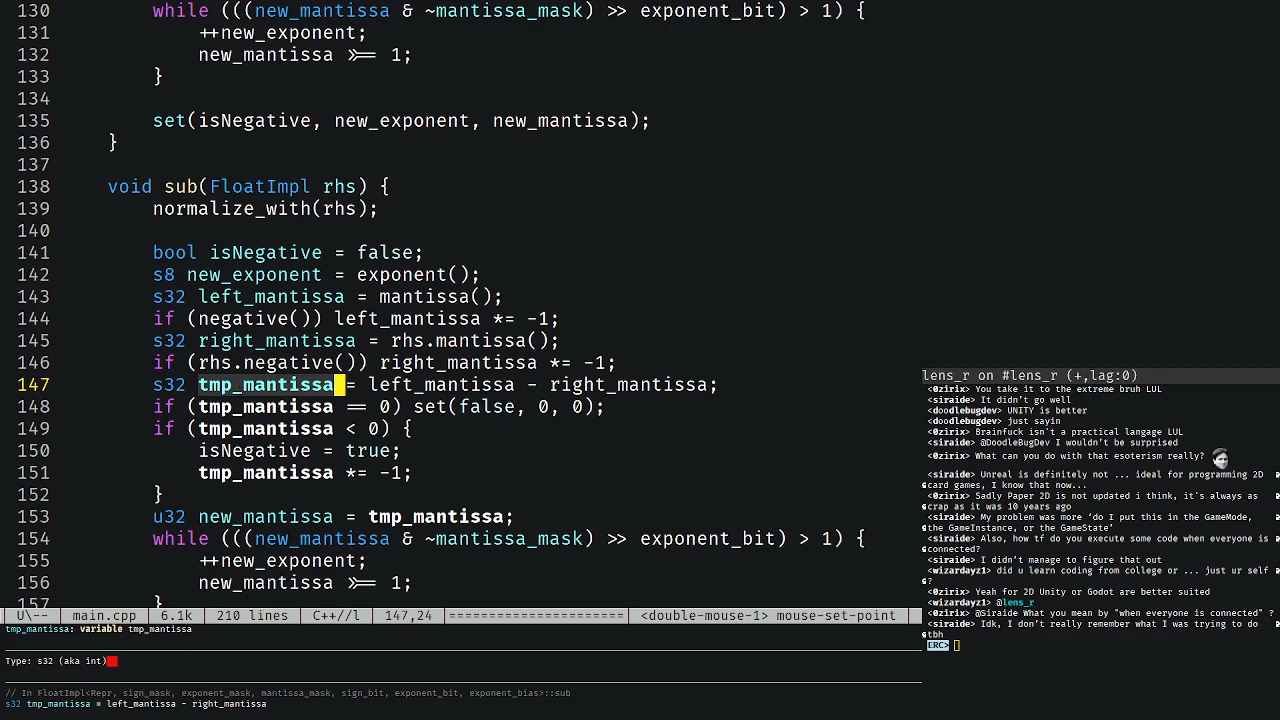 130         while (((new_mantissa & ~mantissa_mask) >> exponent_bit) > 1) {
131             ++new_exponent;
132             new_mantissa >>= 1;
133         }
134
135         set(isNegative, new_exponent, new_mantissa);
136     }
137
138     void sub(FloatImpl rhs) {
139         normalize_with(rhs);
140
141         bool isNegative = false;
142         s8 new_exponent = exponent();
143         s32 left_mantissa = mantissa();
144         if (negative()) left_mantissa *= -1;
145         s32 right_mantissa = rhs.mantissa();
146         if (rhs.negative()) right_mantissa *= -1;
147         s32 tmp_mantissa = left_mantissa - right_mantissa;
148         if (tmp_mantissa == 0) set(false, 0, 0);
149         if (tmp_mantissa < 0) {
150             isNegative = true;
151             tmp_mantissa *= -1;
152         }
153         u32 new_mantissa = tmp_mantissa;
154         while (((new_mantissa & ~mantissa_mask) >> exponent_bit) > 1) {
155             ++new_exponent;
156             new_mantissa >>= 1;
157         }
U\-- main.cpp 6.1k 210 lines C++//l 147,24 ==================== <double-mouse-1> mouse-set-point
tmp_mantissa: variable tmp_mantissa
Type: s32 (aka int)
// In FloatImpl<Repr, sign_mask, exponent_mask, mantissa_mask, sign_bit, exponent_bit, exponent_bias>::sub
s32 tmp_mantissa = left_mantissa - right_mantissa
lens_r on #lens_r (+,lag:0)
<0zirix> You take it to the extreme bruh LUL
<siraide> It didn't go well
<doodlebugdev> UNITY is better
<doodlebugdev> just sayin
<0zirix> Brainfuck isn't a practical langage LUL
<siraide> @DoodleBugDev I wouldn't be surprised
<0zirix> What can you do with that esoterism really?
<siraide> Unreal is definitely not ... ideal for programming 2D
card games, I know that now...
<0zirix> Sadly Paper 2D is not updated i think, it's always as
crap as it was 10 years ago
<siraide> My problem was more ‘do I put this in the GameMode,
the GameInstance, or the GameState’
<siraide> Also, how tf do you execute some code when everyone is
connected?
<siraide> I didn't manage to figure that out
<wizardayz1> did u learn coding from college or ... just ur self
?
<0zirix> Yeah for 2D Unity or Godot are better suited
<wizardayz1> @lens_r
<0zirix> @Siraide What you mean by "when everyone is connected" ?
<siraide> Idk, I don't really remember what I was trying to do
tbh
ERC>